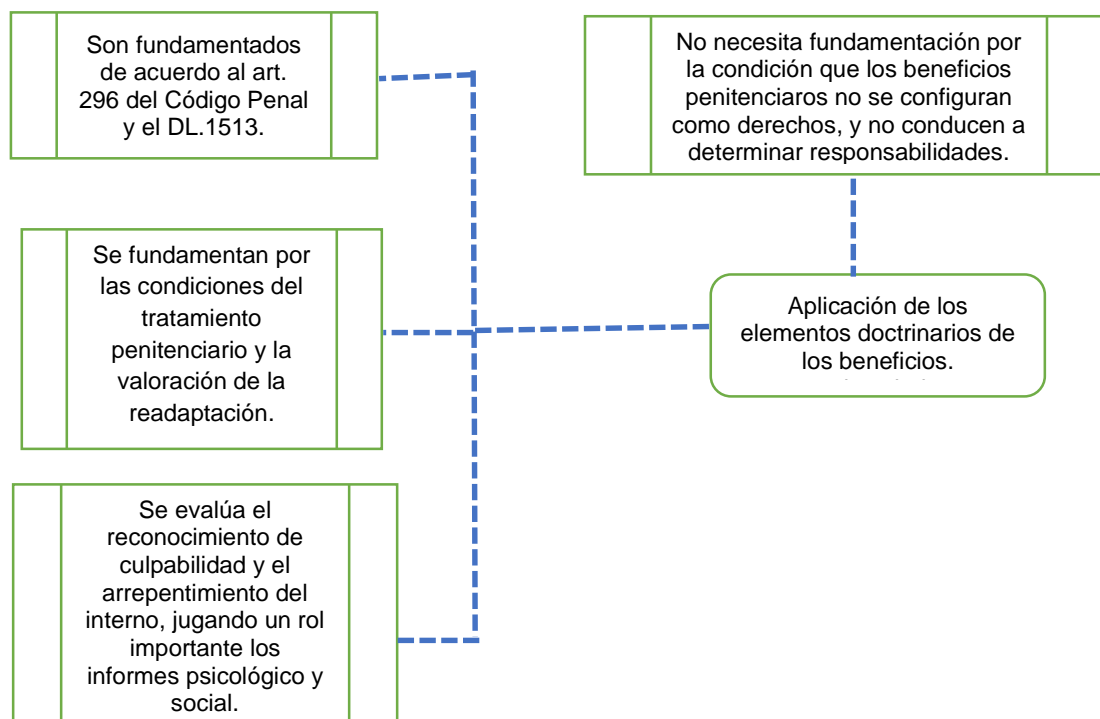 Son fundamentados
de acuerdo al art.
296 del Código Penal
y el DL.1513.
No necesita fundamentación por
la condición que los beneficios
penitenciaros no se configuran
como derechos, y no conducen a
determinar responsabilidades.
Se fundamentan por
las condiciones del
tratamiento
penitenciario y la
valoración de la
readaptación.
Aplicación de los
elementos doctrinarios de
los beneficios.
Se evalúa el
reconocimiento de
culpabilidad y el
arrepentimiento del
interno, jugando un rol
importante los
informes psicológico y
social.